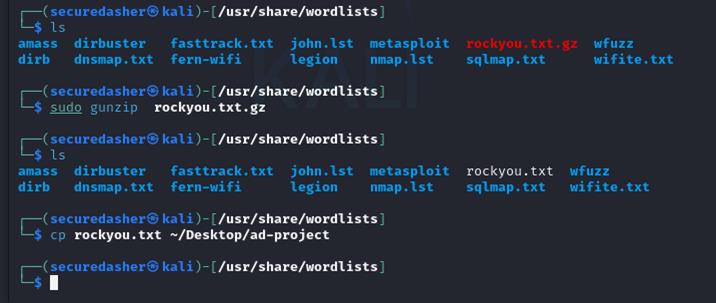 ┌──(securedasher㉿kali)-[/usr/share/wordlists]
└─$ ls
amass dirbuster fasttrack.txt john.lst metasploit rockyou.txt.gz wfuzz
dirb dnsmap.txt fern-wifi legion nmap.lst sqlmap.txt wifite.txt
┌──(securedasher㉿kali)-[/usr/share/wordlists]
└─$ sudo gunzip  rockyou.txt.gz
┌──(securedasher㉿kali)-[/usr/share/wordlists]
└─$ ls
amass dirbuster fasttrack.txt john.lst metasploit rockyou.txt wfuzz
dirb dnsmap.txt fern-wifi legion nmap.lst sqlmap.txt wifite.txt
┌──(securedasher㉿kali)-[/usr/share/wordlists]
└─$ cp rockyou.txt ~/Desktop/ad-project
┌──(securedasher㉿kali)-[/usr/share/wordlists]
└─$